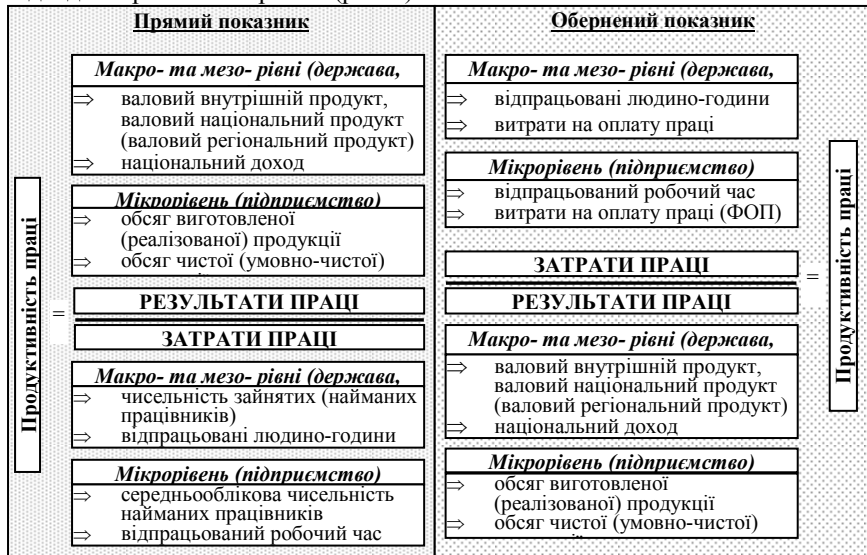 Прямий показник
Макро- та мезо- рівні (держава,
⇒ валовий внутрішній продукт,
валовий національний продукт
(валовий регіональний продукт)
⇒ національний доход
Мікрорівень (підприємство)
⇒ обсяг виготовленої
(реалізованої) продукції
⇒ обсяг чистої (умовно-чистої)
Продуктивність праці
=
РЕЗУЛЬТАТИ ПРАЦІ
ЗАТРАТИ ПРАЦІ
Макро- та мезо- рівні (держава,
⇒ чисельність зайнятих (найманих
працівників)
⇒ відпрацьовані людино-години
Мікрорівень (підприємство)
⇒ середньооблікова чисельність
найманих працівників
⇒ відпрацьований робочий час
Обернений показник
Макро- та мезо- рівні (держава,
⇒ відпрацьовані людино-години
⇒ витрати на оплату праці
Мікрорівень (підприємство)
⇒ відпрацьований робочий час
⇒ витрати на оплату праці (ФОП)
ЗАТРАТИ ПРАЦІ
РЕЗУЛЬТАТИ ПРАЦІ
=
Продуктивність праці
Макро- та мезо- рівні (держава,
⇒ валовий внутрішній продукт,
валовий національний продукт
(валовий регіональний продукт)
⇒ національний доход
Мікрорівень (підприємство)
⇒ обсяг виготовленої
(реалізованої) продукції
⇒ обсяг чистої (умовно-чистої)